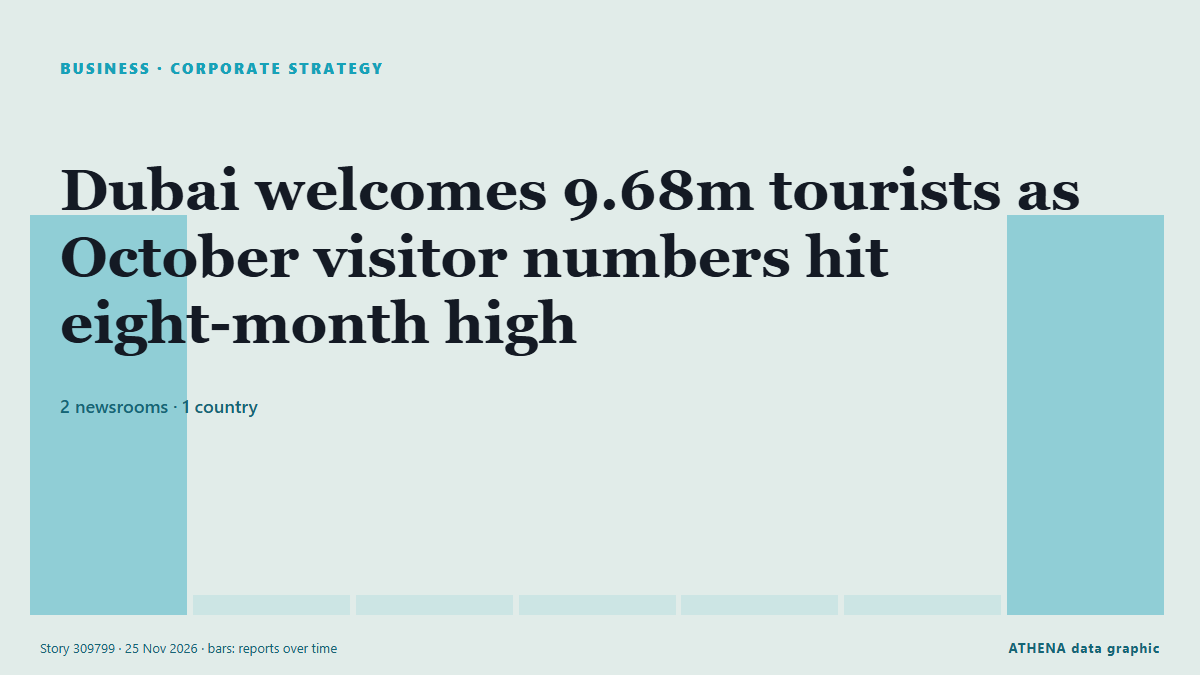 BUSINESS · CORPORATE STRATEGY
Dubai welcomes 9.68m tourists as
October visitor numbers hit
eight-month high
2 newsrooms · 1 country
Story 309799 · 25 Nov 2026 · bars: reports over time
ATHENA data graphic